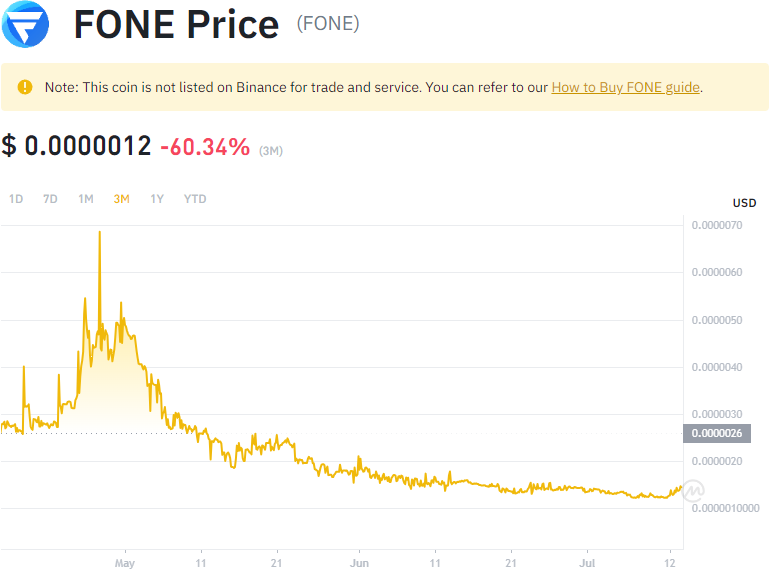 FONE Price (FONE)
Note: This coin is not listed on Binance for trade and service. You can refer to our How to Buy FONE guide.
$ 0.0000012 -60.34% (3M)
1D 7D 1M 3M 1Y YTD
USD
0.0000070
0.0000060
0.0000050
0.0000040
0.0000030
0.0000026
0.0000020
0.0000010000
May 11 21 Jun 11 21 Jul 12